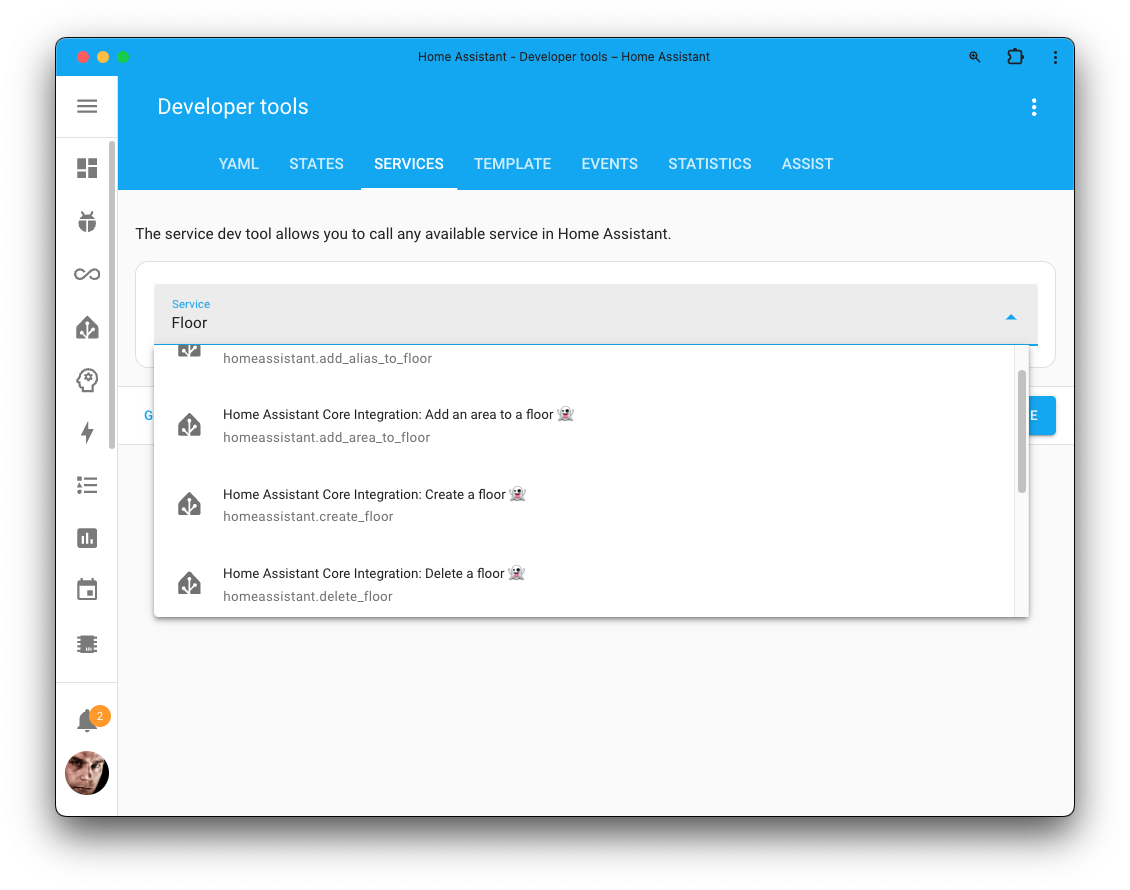 Home Assistant - Developer tools – Home Assistant
Developer tools
YAML STATES SERVICES TEMPLATE EVENTS STATISTICS ASSIST
The service dev tool allows you to call any available service in Home Assistant.
Service
Floor
homeassistant.add_alias_to_floor
Home Assistant Core Integration: Add an area to a floor 👻
homeassistant.add_area_to_floor
G
E
Home Assistant Core Integration: Create a floor 👻
homeassistant.create_floor
Home Assistant Core Integration: Delete a floor 👻
homeassistant.delete_floor
2